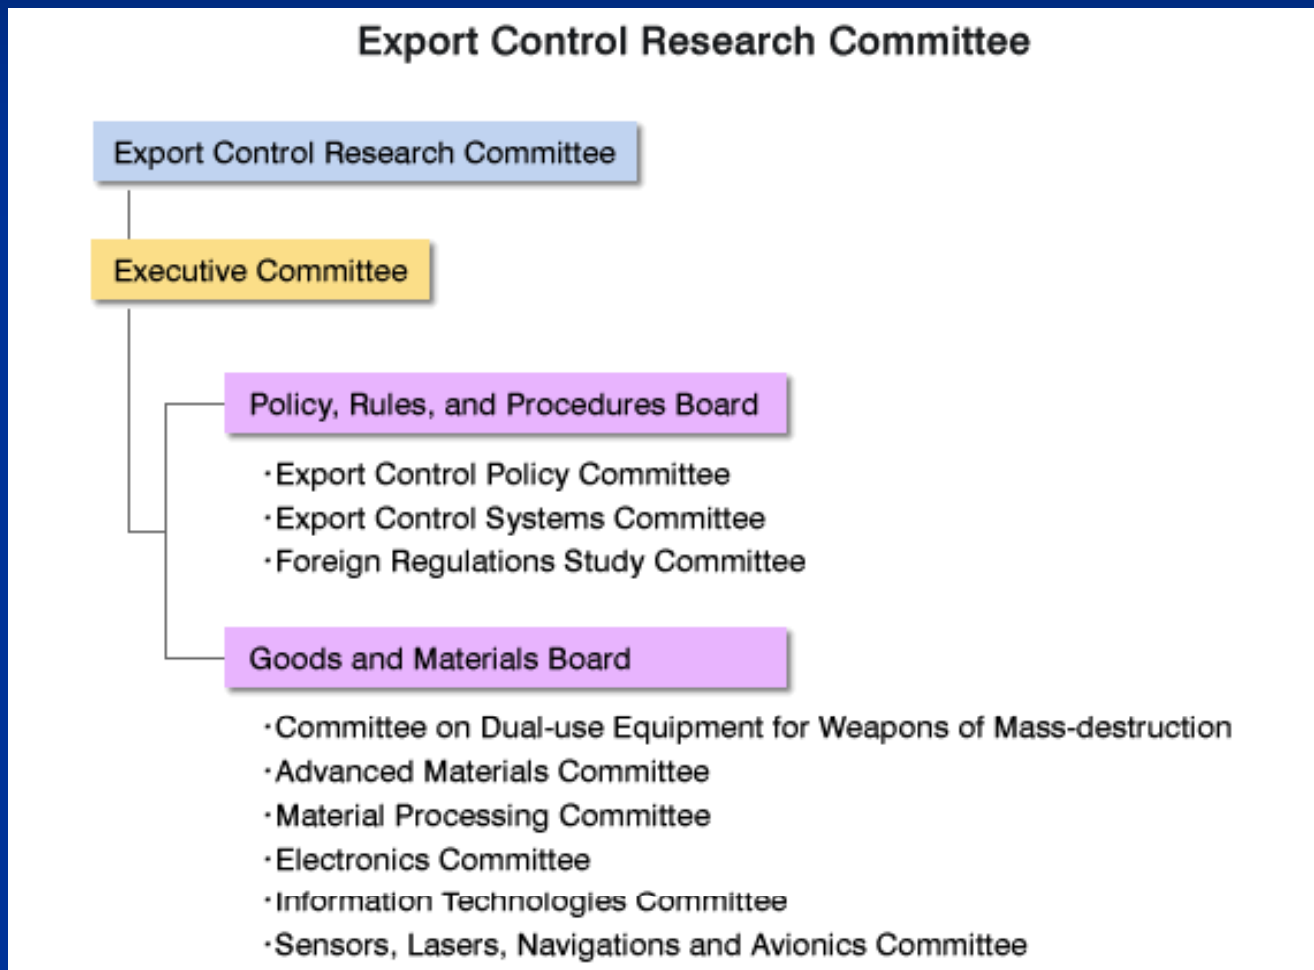 Export Control Research Committee
Export Control Research Committee
Executive Committee
Policy, Rules, and Procedures Board
・Export Control Policy Committee
・Export Control Systems Committee
・Foreign Regulations Study Committee
Goods and Materials Board
・Committee on Dual-use Equipment for Weapons of Mass-destruction
・Advanced Materials Committee
・Material Processing Committee
・Electronics Committee
・Information Technologies Committee
・Sensors, Lasers, Navigations and Avionics Committee